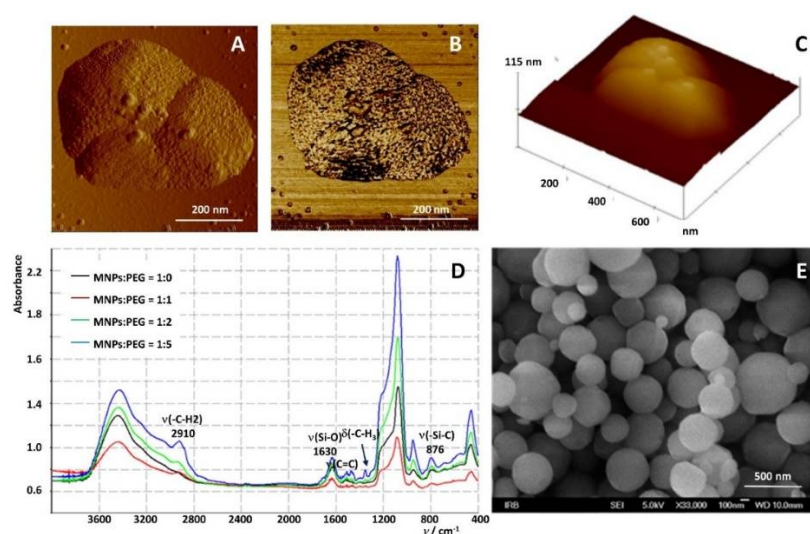 A
B
C
200 nm
200 nm
115 nm
200
400
600
nm
D
Absorbance
2.2
1.8
1.6
1.4
1.0
0.8
0.6
MNPs:PEG = 1:0
MNPs:PEG = 1:1
MNPs:PEG = 1:2
MNPs:PEG = 1:5
ν(-C-H2)
2910
ν(Si-O)
1630
δ(-C-H3)
ν(C=C)
ν(-Si-C)
876
3600
3200
2800
2400
2000
1600
1200
800
400
ν / cm⁻¹
E
500 nm
IRB SEI 5.0kV X33,000 100nm WD 10.0mm